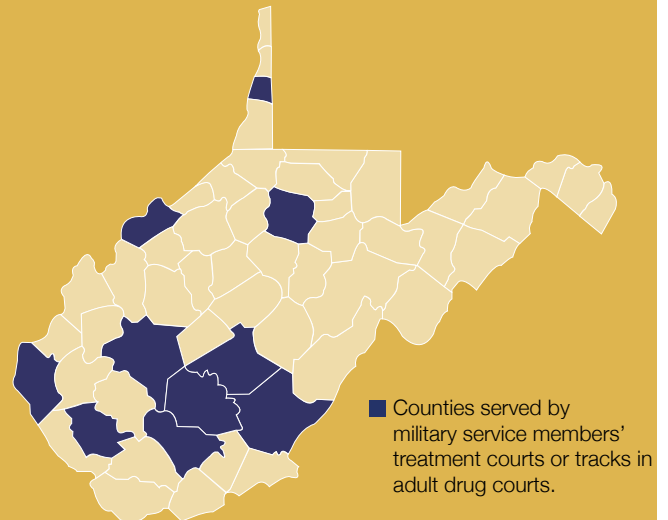 Counties served by
military service members’
treatment courts or tracks in
adult drug courts.